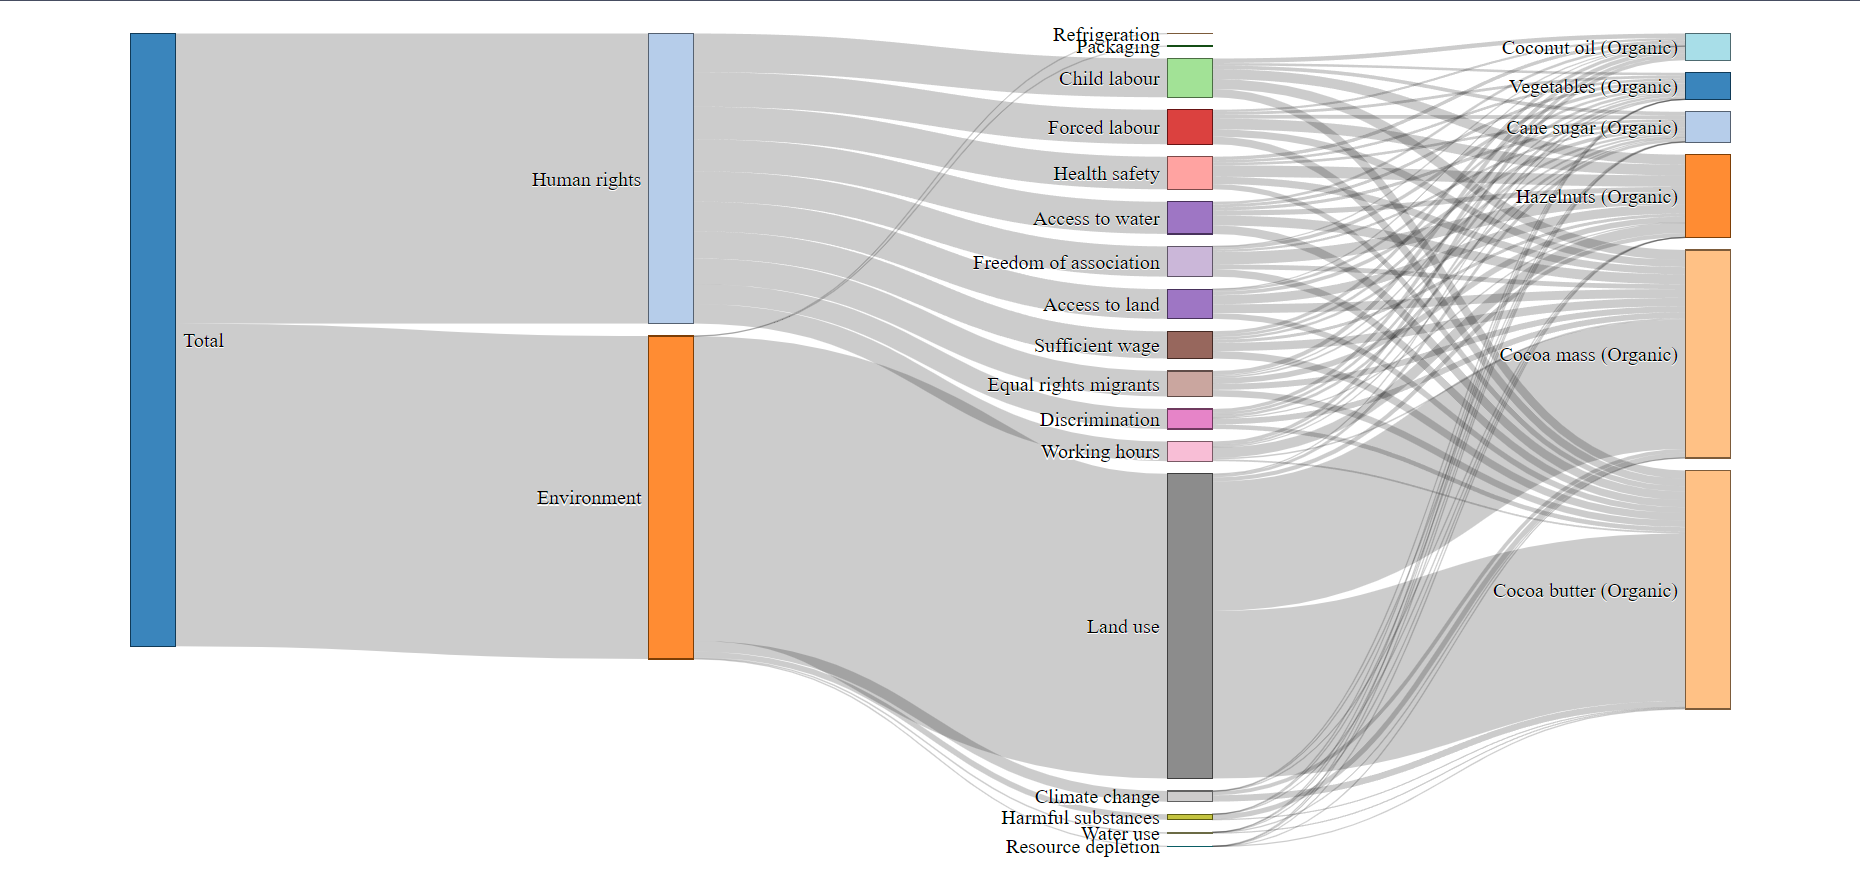 Total
Human rights
Environment
Refrigeration
Packaging
Child labour
Forced labour
Health safety
Access to water
Freedom of association
Access to land
Sufficient wage
Equal rights migrants
Discrimination
Working hours
Land use
Climate change
Harmful substances
Water use
Resource depletion
Coconut oil (Organic)
Vegetables (Organic)
Cane sugar (Organic)
Hazelnuts (Organic)
Cocoa mass (Organic)
Cocoa butter (Organic)